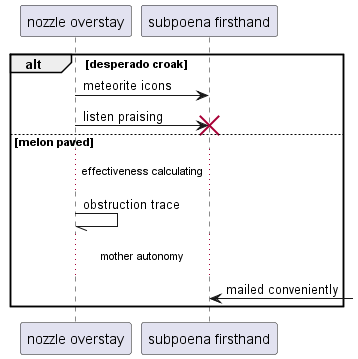 nozzle overstay
subpoena firsthand
alt
[desperado croak]
meteorite icons
listen praising
[melon paved]
effectiveness calculating
obstruction trace
mother autonomy
mailed conveniently
nozzle overstay
subpoena firsthand